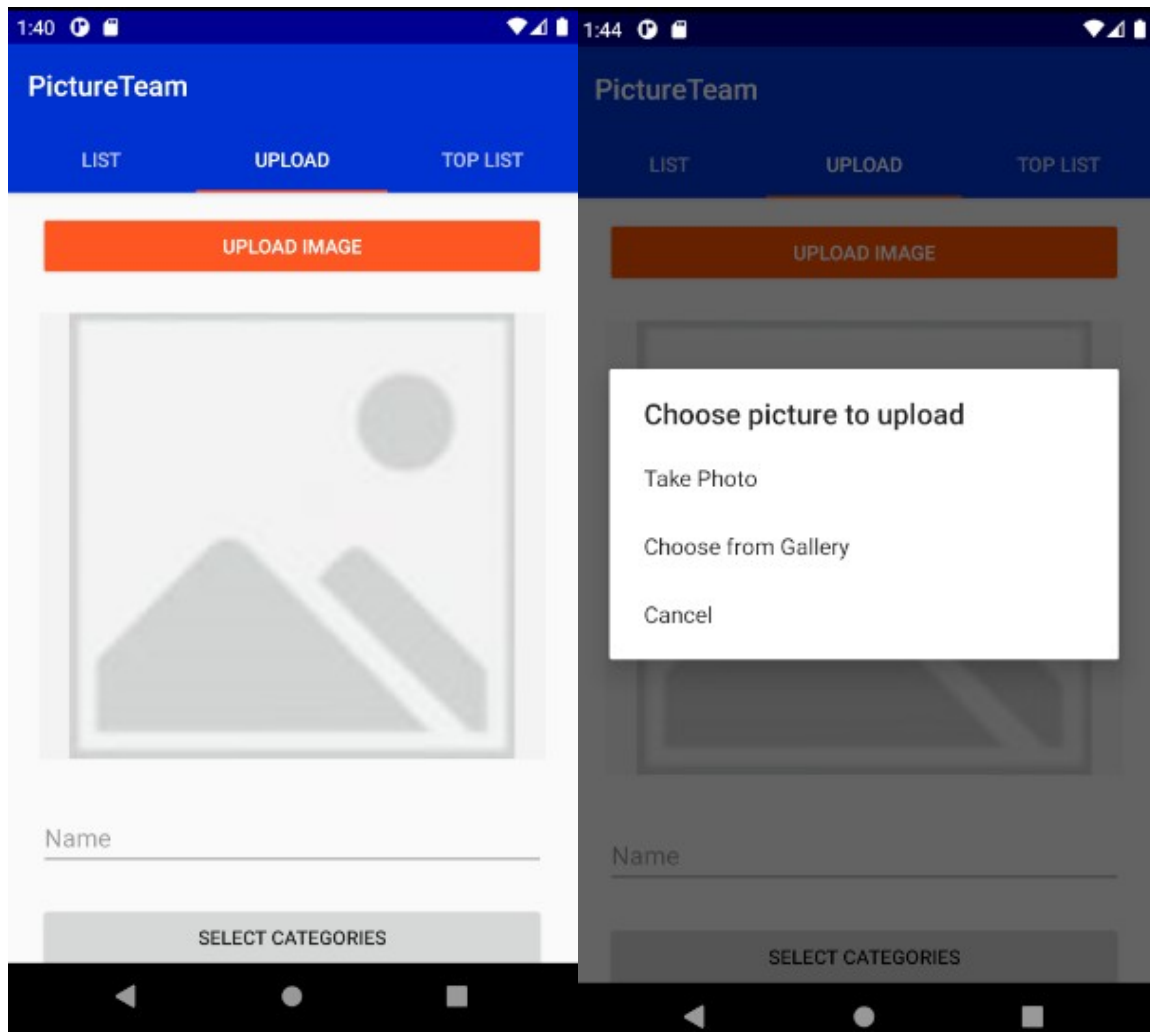 1:40
PictureTeam
LIST UPLOAD TOP LIST
UPLOAD IMAGE
Name
SELECT CATEGORIES
1:44
PictureTeam
LIST UPLOAD TOP LIST
UPLOAD IMAGE
Choose picture to upload
Take Photo
Choose from Gallery
Cancel
Name
SELECT CATEGORIES